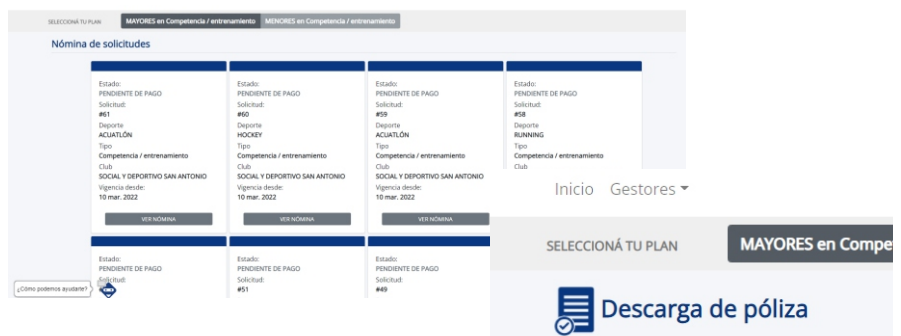 SELECCIONÁ TU PLAN
MAYORES en Competencia / entrenamiento
MENORES en Competencia / entrenamiento
Nómina de solicitudes
Estado:
PENDIENTE DE PAGO
Solicitud:
#61
Deporte
ACUATLÓN
Tipo
Competencia / entrenamiento
Club
SOCIAL Y DEPORTIVO SAN ANTONIO
Vigencia desde:
10 mar. 2022
VER NÓMINA
Estado:
PENDIENTE DE PAGO
Solicitud:
#60
Deporte
HOCKEY
Tipo
Competencia / entrenamiento
Club
SOCIAL Y DEPORTIVO SAN ANTONIO
Vigencia desde:
10 mar. 2022
VER NÓMINA
Estado:
PENDIENTE DE PAGO
Solicitud:
#59
Deporte
ACUATLÓN
Tipo
Competencia / entrenamiento
Club
SOCIAL Y DEPORTIVO SAN ANTONIO
Vigencia desde:
10 mar. 2022
VER NÓMINA
Estado:
PENDIENTE DE PAGO
Solicitud:
#58
Deporte
RUNNING
Tipo
Competencia / entrenamiento
Club
Estado:
PENDIENTE DE PAGO
Solicitud:
Estado:
PENDIENTE DE PAGO
Solicitud:
#51
Estado:
PENDIENTE DE PAGO
Solicitud:
#49
¿Cómo podemos ayudarte?
Inicio Gestores
SELECCIONÁ TU PLAN
MAYORES en Compe
Descarga de póliza